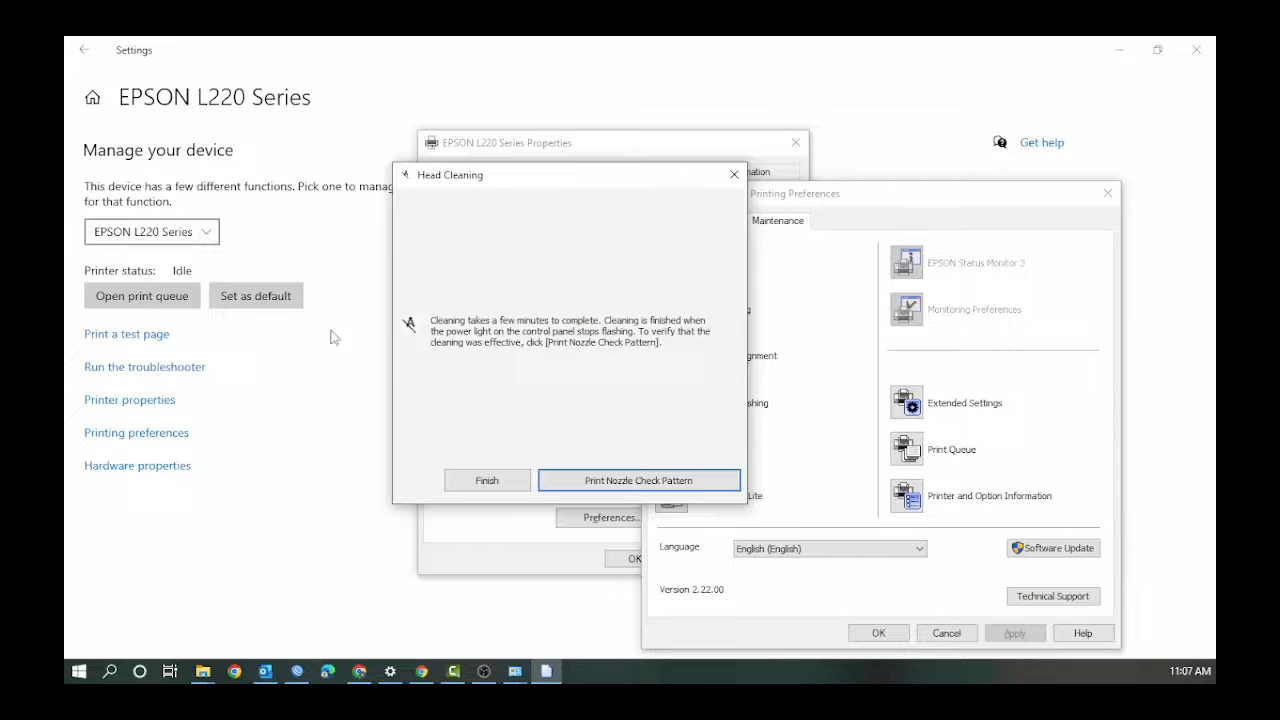 Settings
EPSON L220 Series
Manage your device
This device has a few different functions. Pick one to manag
for that function.
EPSON L220 Series
Printer status: Idle
Open print queue
Set as default
Print a test page
Run the troubleshooter
Printer properties
Printing preferences
Hardware properties
Get help
EPSON L220 Series Properties
mation
Head Cleaning
Cleaning takes a few minutes to complete. Cleaning is finished when
the power light on the control panel stops flashing. To verify that the
cleaning was effective, click [Print Nozzle Check Pattern].
Finish
Print Nozzle Check Pattern
Preferences...
OK
Printing Preferences
Maintenance
g
gnment
shing
Lite
EPSON Status Monitor 3
Monitoring Preferences
Extended Settings
Print Queue
Printer and Option Information
Language
English (English)
Software Update
Version 2.22.00
Technical Support
OK
Cancel
Apply
Help
11:07 AM